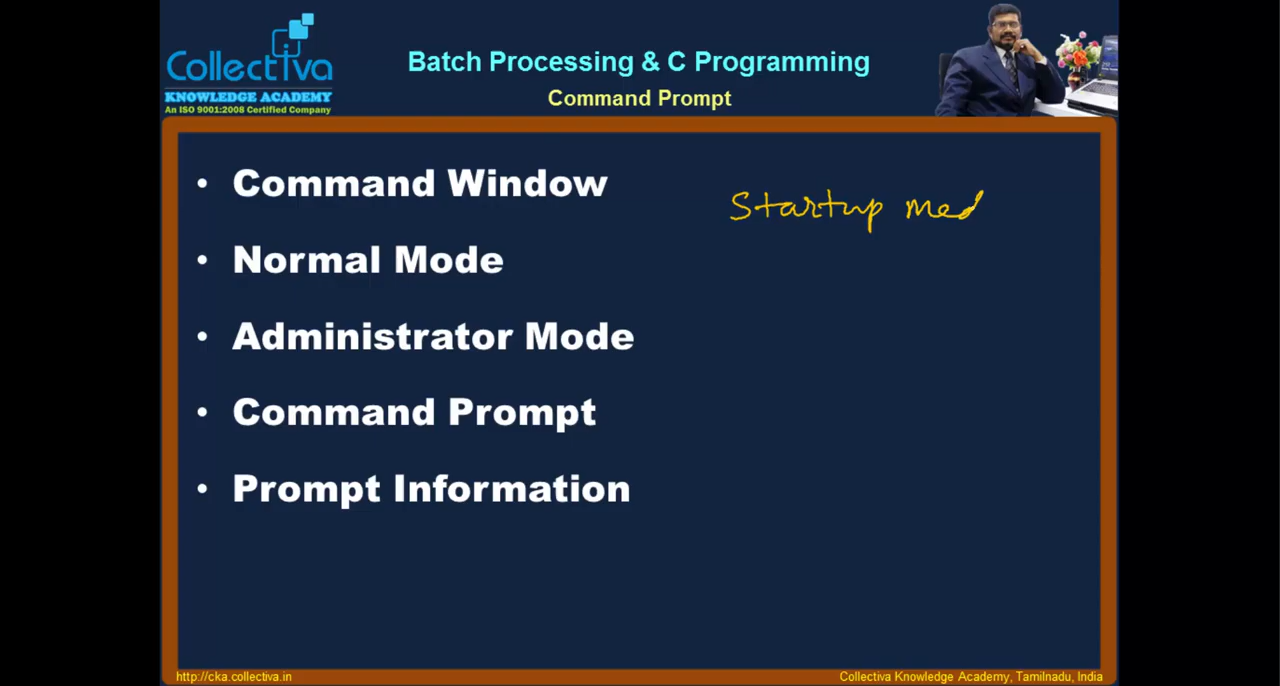 Collectiva
KNOWLEDGE ACADEMY
An ISO 9001:2008 Certified Company
Batch Processing & C Programming
Command Prompt
• Command Window
Startup med
• Normal Mode
• Administrator Mode
• Command Prompt
• Prompt Information
http://cka.collectiva.in
Collectiva Knowledge Academy, Tamilnadu, India